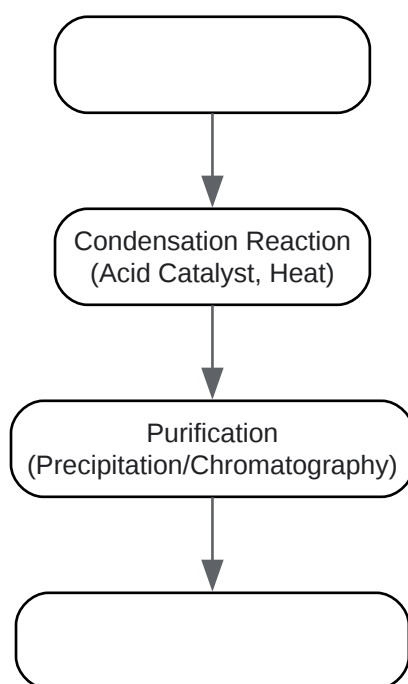 Condensation Reaction
(Acid Catalyst, Heat)
Purification
(Precipitation/Chromatography)